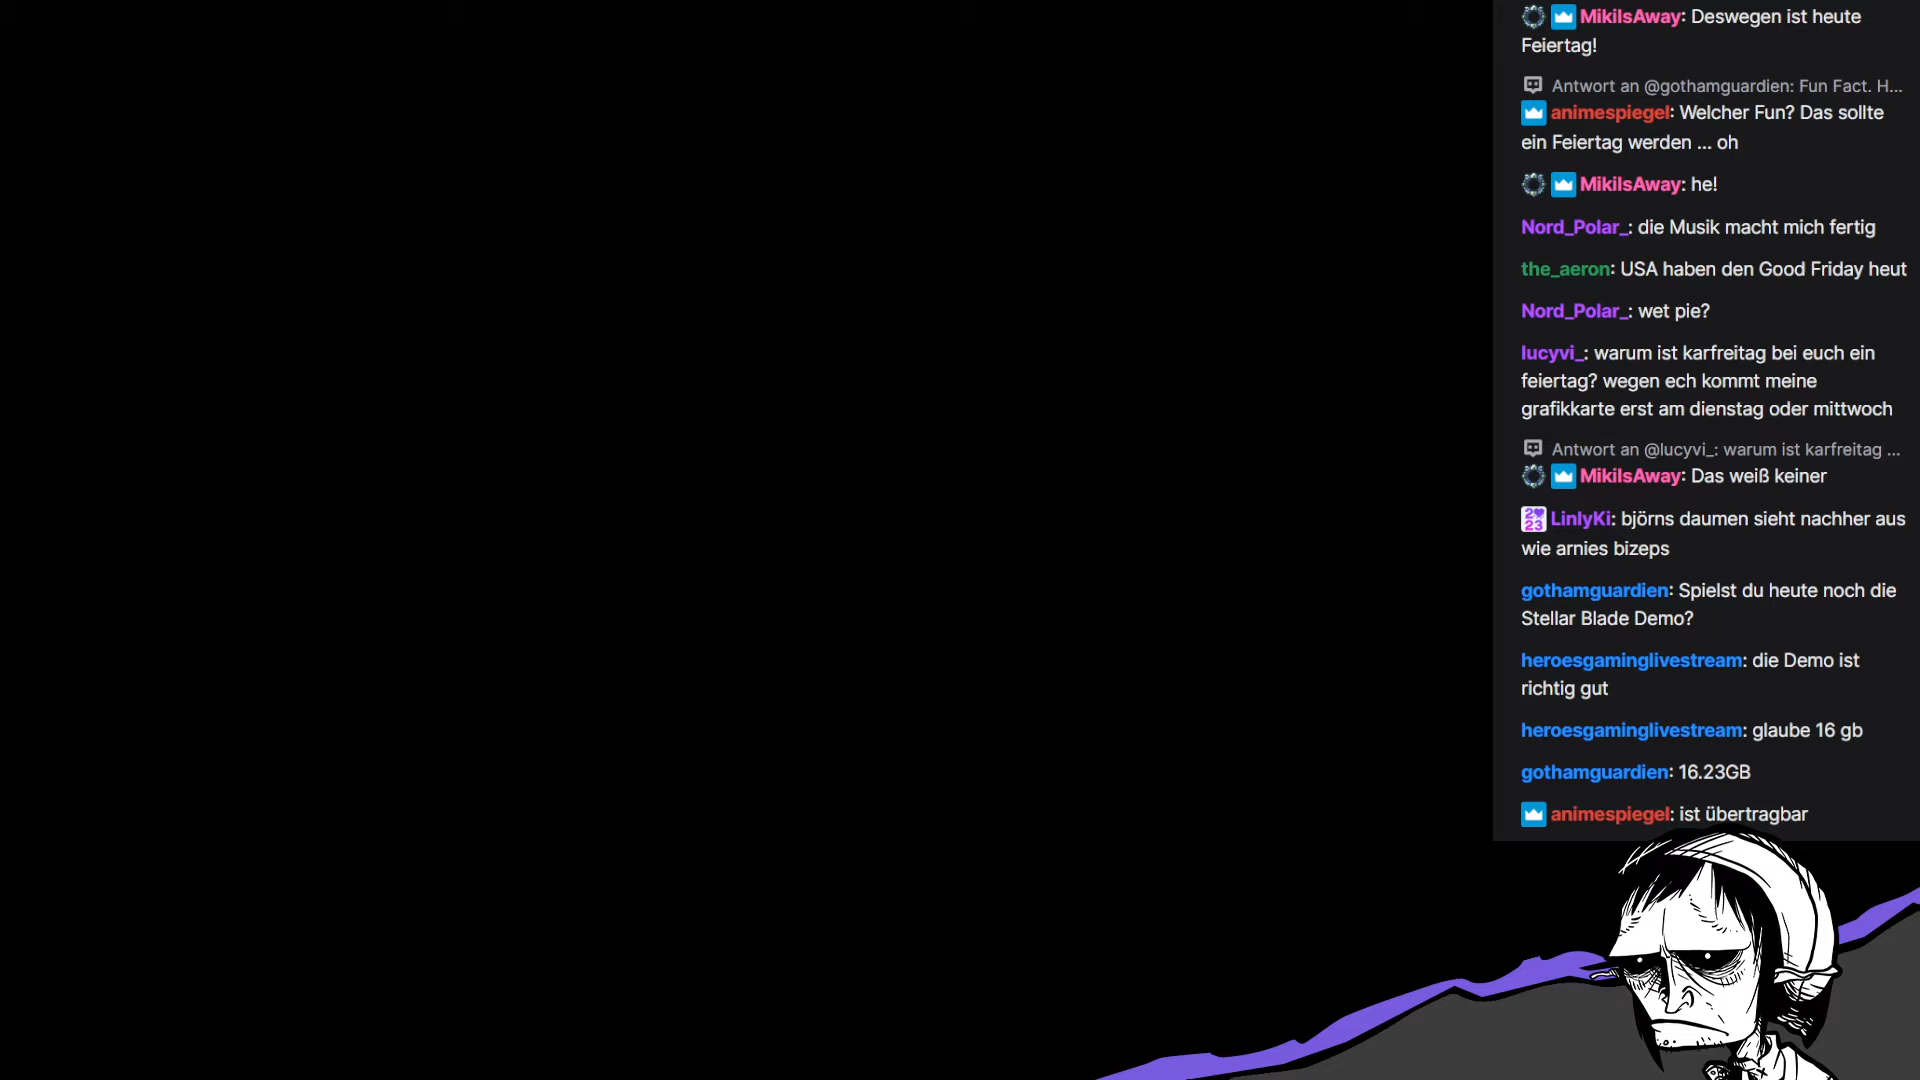 MikiIsAway: Deswegen ist heute
Feiertag!
Antwort an @gothamguardien: Fun Fact. H...
animespiegel: Welcher Fun? Das sollte
ein Feiertag werden ... oh
MikiIsAway: he!
Nord_Polar_: die Musik macht mich fertig
the_aeron: USA haben den Good Friday heut
Nord_Polar_: wet pie?
lucyvi_: warum ist karfreitag bei euch ein
feiertag? wegen ech kommt meine
grafikkarte erst am dienstag oder mittwoch
Antwort an @lucyvi_: warum ist karfreitag ...
MikiIsAway: Das weiß keiner
2023 LinlyKi: björns daumen sieht nachher aus
wie arnies bizeps
gothamguardien: Spielst du heute noch die
Stellar Blade Demo?
heroesgaminglivestream: die Demo ist
richtig gut
heroesgaminglivestream: glaube 16 gb
gothamguardien: 16.23GB
animespiegel: ist übertragbar